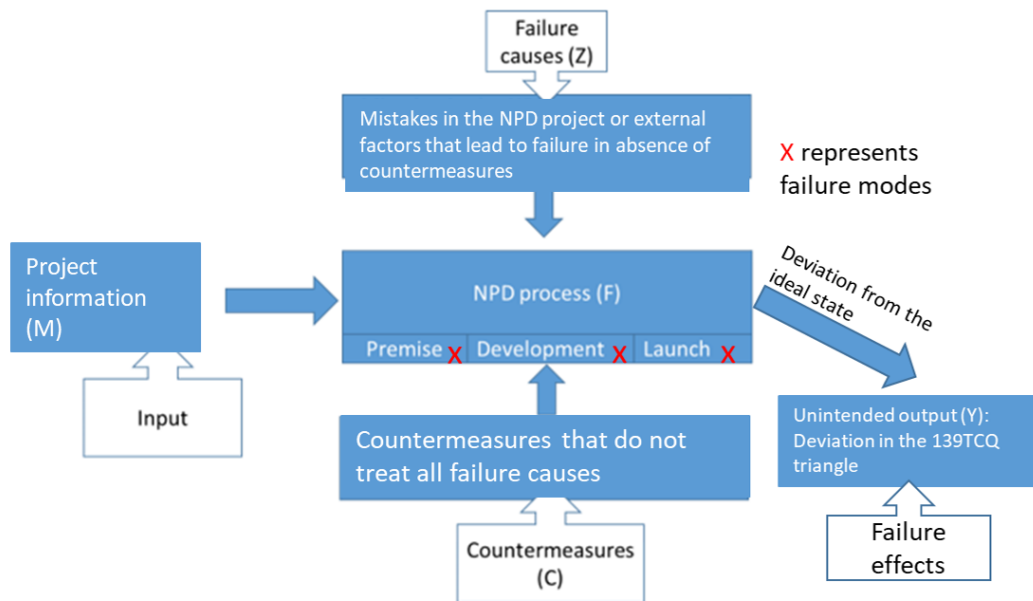 Failure
causes (Z)
Mistakes in the NPD project or external
factors that lead to failure in absence of
countermeasures
X represents
failure modes
Project
information
(M)
Input
NPD process (F)
Premise X Development X Launch X
Deviation from the
ideal state
Countermeasures that do not
treat all failure causes
Countermeasures
(C)
Unintended output (Y):
Deviation in the 139TCQ
triangle
Failure
effects